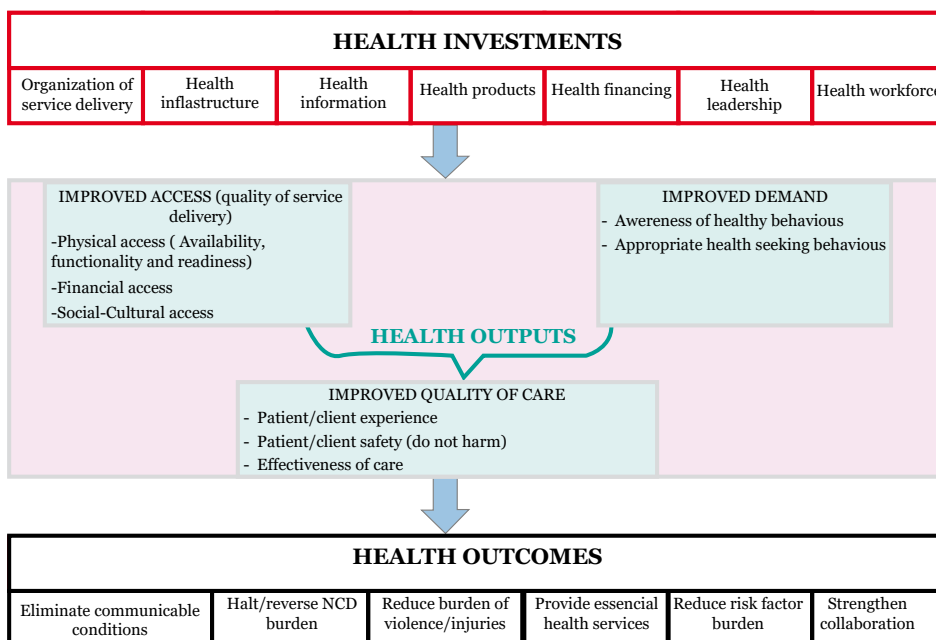 HEALTH INVESTMENTS
Organization of
service delivery
Health
inflastructure
Health
information
Health products
Health financing
Health
leadership
Health workforce
IMPROVED ACCESS (quality of service
delivery)
-Physical access ( Availability,
functionality and readiness)
-Financial access
-Social-Cultural access
IMPROVED DEMAND
- Awereness of healthy behavious
- Appropriate health seeking behavious
HEALTH OUTPUTS
IMPROVED QUALITY OF CARE
- Patient/client experience
- Patient/client safety (do not harm)
- Effectiveness of care
HEALTH OUTCOMES
Eliminate communicable
conditions
Halt/reverse NCD
burden
Reduce burden of
violence/injuries
Provide essencial
health services
Reduce risk factor
burden
Strengthen
collaboration